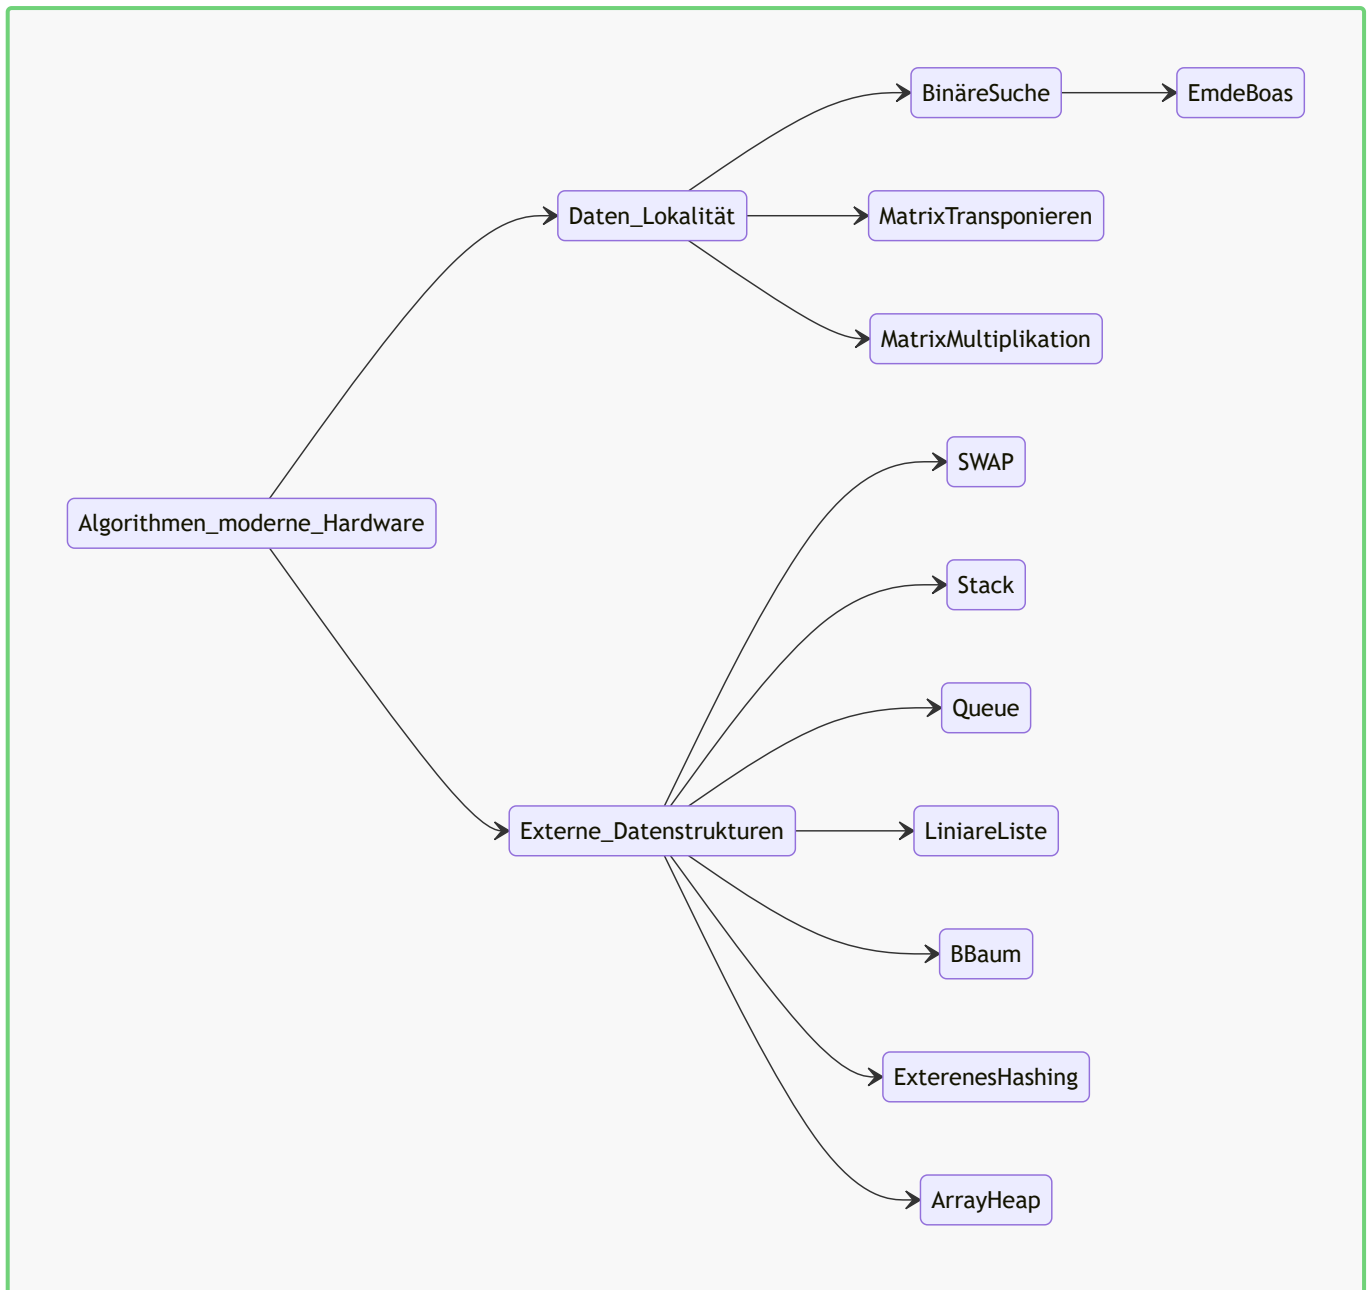 BinäreSuche
EmdeBoas
Daten_Lokalität
MatrixTransponieren
MatrixMultiplikation
SWAP
Algorithmen_moderne_Hardware
Stack
Queue
Externe_Datenstrukturen
LiniareListe
BBaum
ExterenesHashing
ArrayHeap